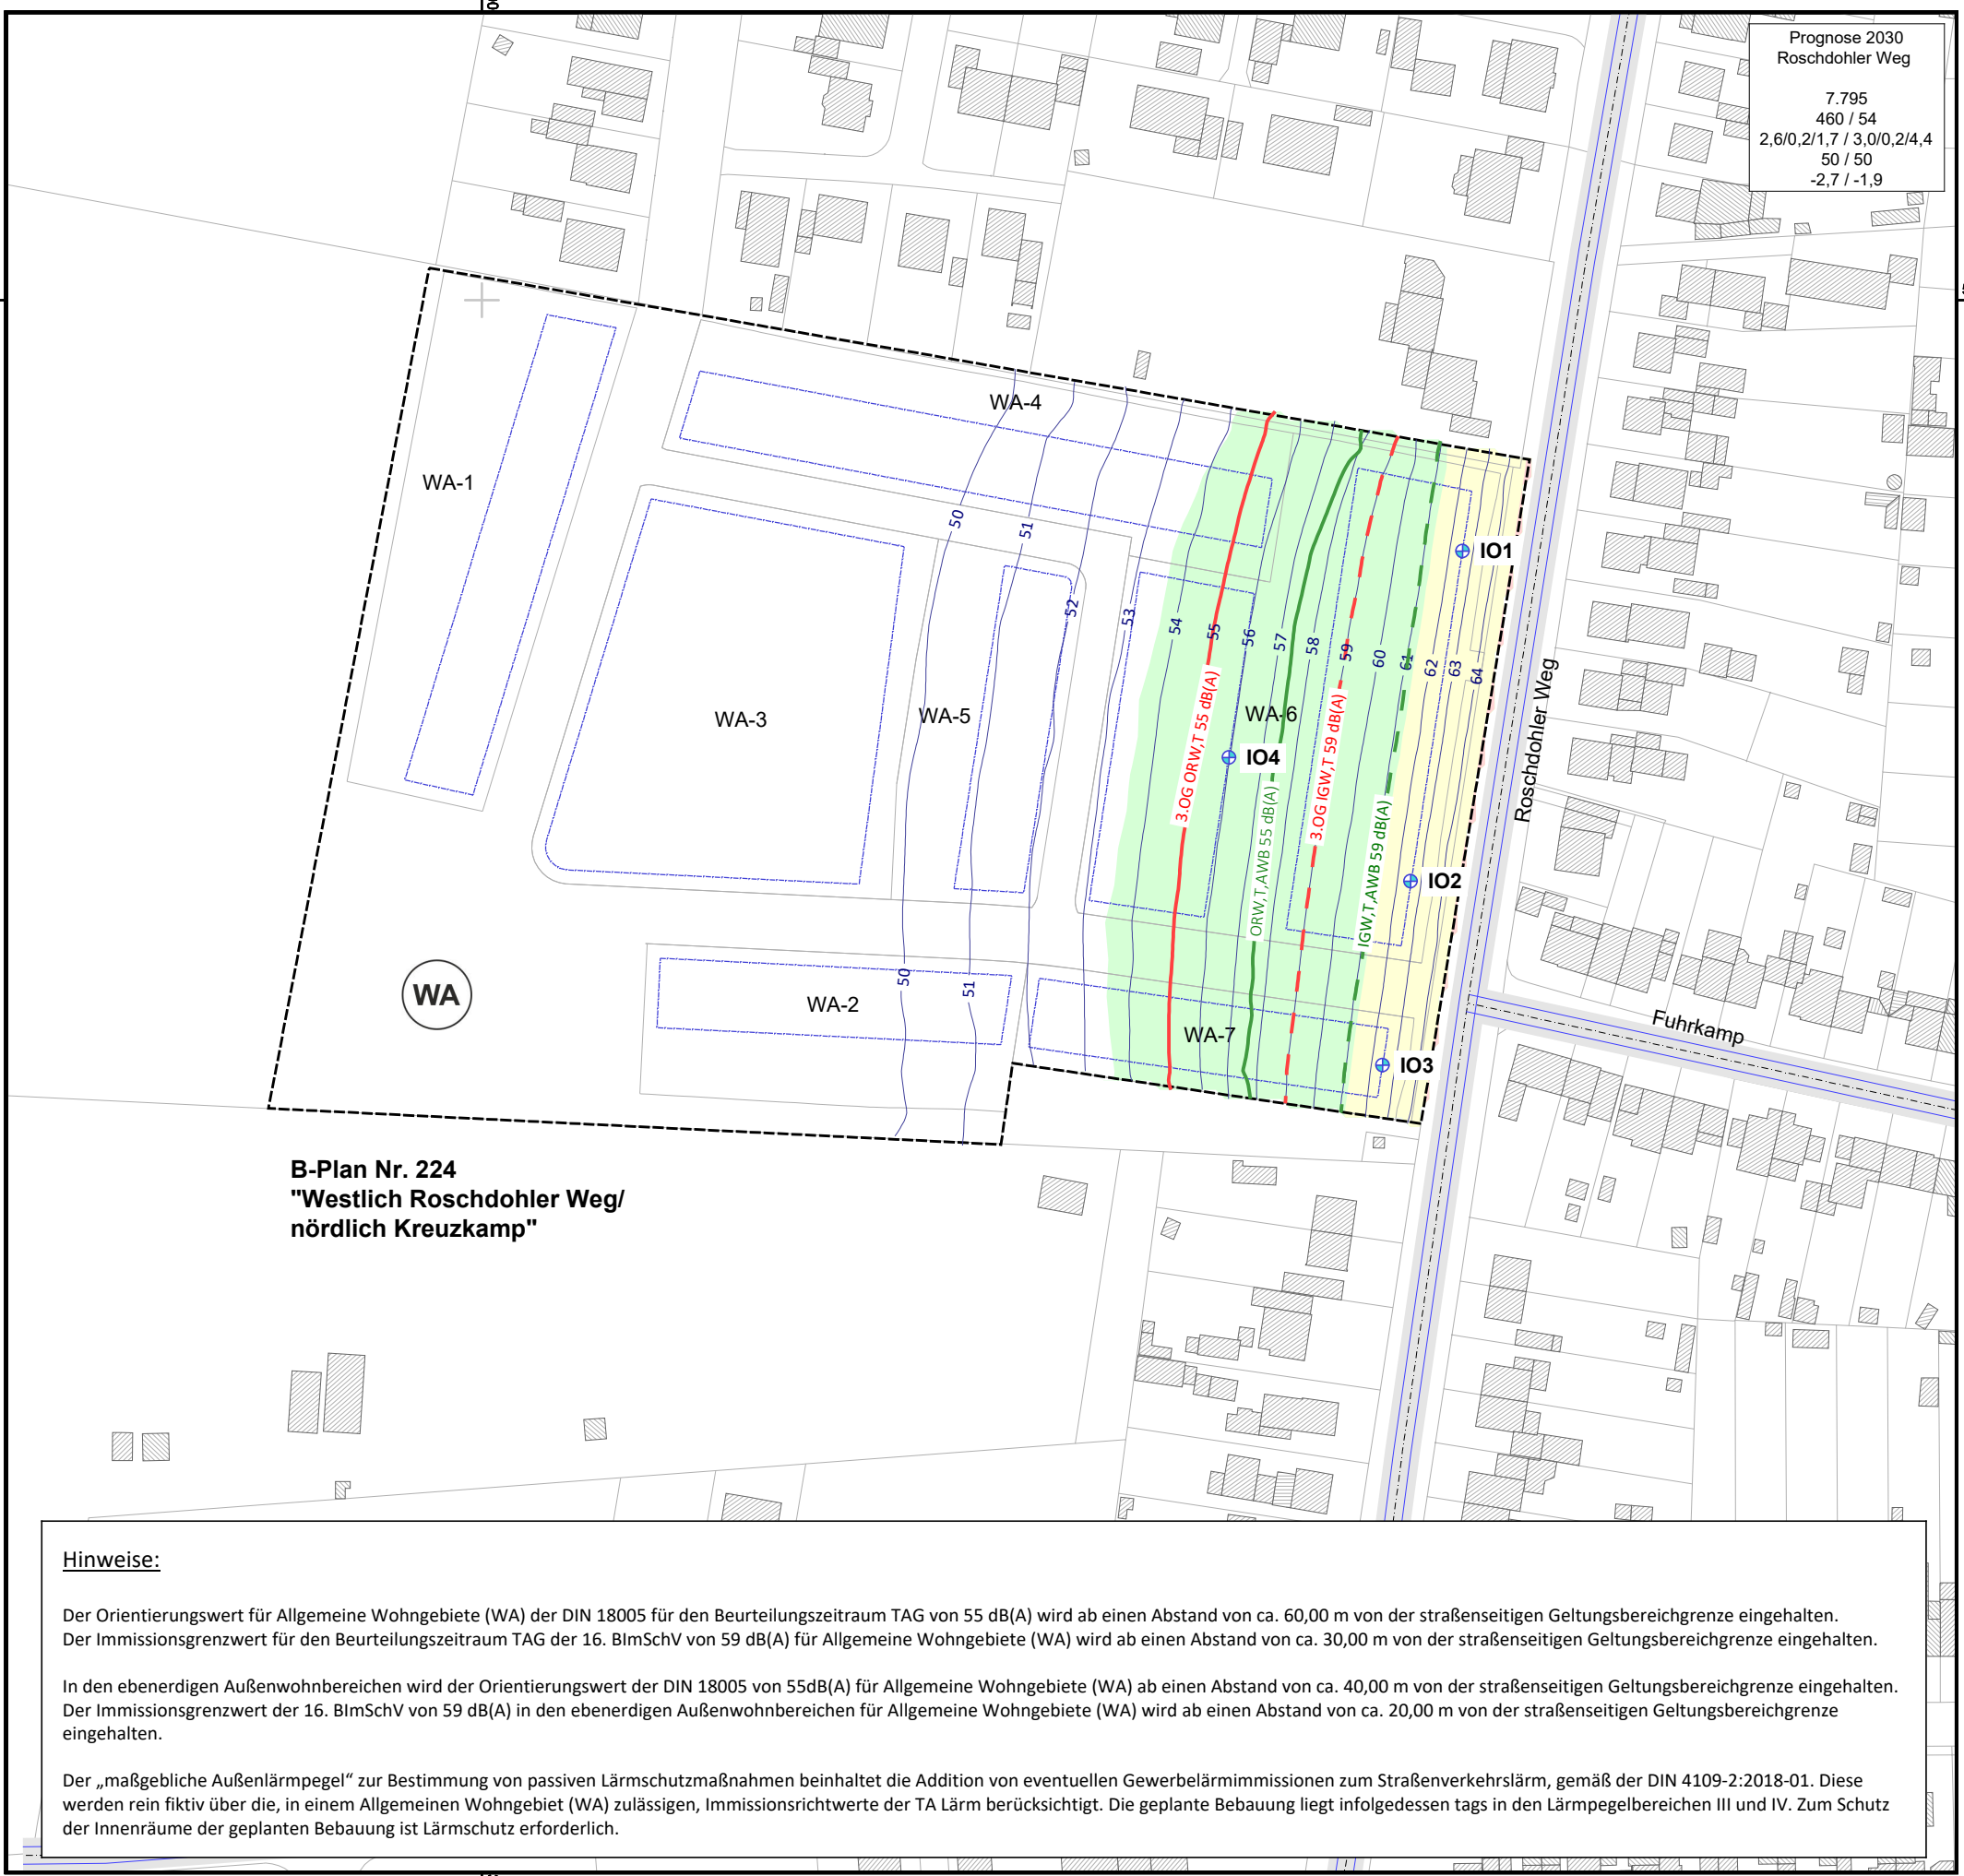 Prognose 2030
Roschdohler Weg
7.795
460 / 54
2,6/0,2/1,7 / 3,0/0,2/4,4
50 / 50
-2,7 / -1,9
WA-4
WA-1
50
51
IO1
52
53
54
55
56
57
58
59
60
61
62
63
64
WA-3
WA-5
WA-6
3.OG ORW,T 55 dB(A)
IO4
3.OG IGW,T 59 dB(A)
ORW,T,AWB 55 dB(A)
IGW,T,AWB 59 dB(A)
Roschdohler Weg
IO2
50
51
WA
WA-2
WA-7
Fuhrkamp
IO3
B-Plan Nr. 224
"Westlich Roschdohler Weg/
nördlich Kreuzkamp"
Hinweise:
Der Orientierungswert für Allgemeine Wohngebiete (WA) der DIN 18005 für den Beurteilungszeitraum TAG von 55 dB(A) wird ab einen Abstand von ca. 60,00 m von der straßenseitigen Geltungsbereichgrenze eingehalten.
Der Immissionsgrenzwert für den Beurteilungszeitraum TAG der 16. BImSchV von 59 dB(A) für Allgemeine Wohngebiete (WA) wird ab einen Abstand von ca. 30,00 m von der straßenseitigen Geltungsbereichgrenze eingehalten.
In den ebenerdigen Außenwohnbereichen wird der Orientierungswert der DIN 18005 von 55dB(A) für Allgemeine Wohngebiete (WA) ab einen Abstand von ca. 40,00 m von der straßenseitigen Geltungsbereichgrenze eingehalten.
Der Immissionsgrenzwert der 16. BImSchV von 59 dB(A) in den ebenerdigen Außenwohnbereichen für Allgemeine Wohngebiete (WA) wird ab einen Abstand von ca. 20,00 m von der straßenseitigen Geltungsbereichgrenze
eingehalten.
Der „maßgebliche Außenlärmpegel“ zur Bestimmung von passiven Lärmschutzmaßnahmen beinhaltet die Addition von eventuellen Gewerbelärmimmissionen zum Straßenverkehrslärm, gemäß der DIN 4109-2:2018-01. Diese
werden rein fiktiv über die, in einem Allgemeinen Wohngebiet (WA) zulässigen, Immissionsrichtwerte der TA Lärm berücksichtigt. Die geplante Bebauung liegt infolgedessen tags in den Lärmpegelbereichen III und IV. Zum Schutz
der Innenräume der geplanten Bebauung ist Lärmschutz erforderlich.